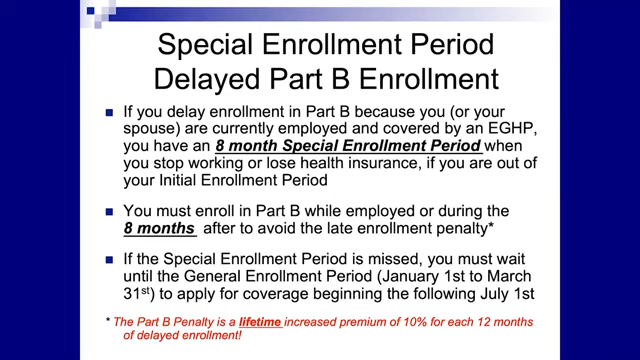 Special Enrollment Period
Delayed Part B Enrollment
If you delay enrollment in Part B because you (or your
spouse) are currently employed and covered by an EGHP,
you have an 8 month Special Enrollment Period when
you stop working or lose health insurance, if you are out of
your Initial Enrollment Period
You must enroll in Part B while employed or during the
8 months after to avoid the late enrollment penalty*
If the Special Enrollment Period is missed, you must wait
until the General Enrollment Period (January 1st to March
31st) to apply for coverage beginning the following July 1st
* The Part B Penalty is a lifetime increased premium of 10% for each 12 months
of delayed enrollment!